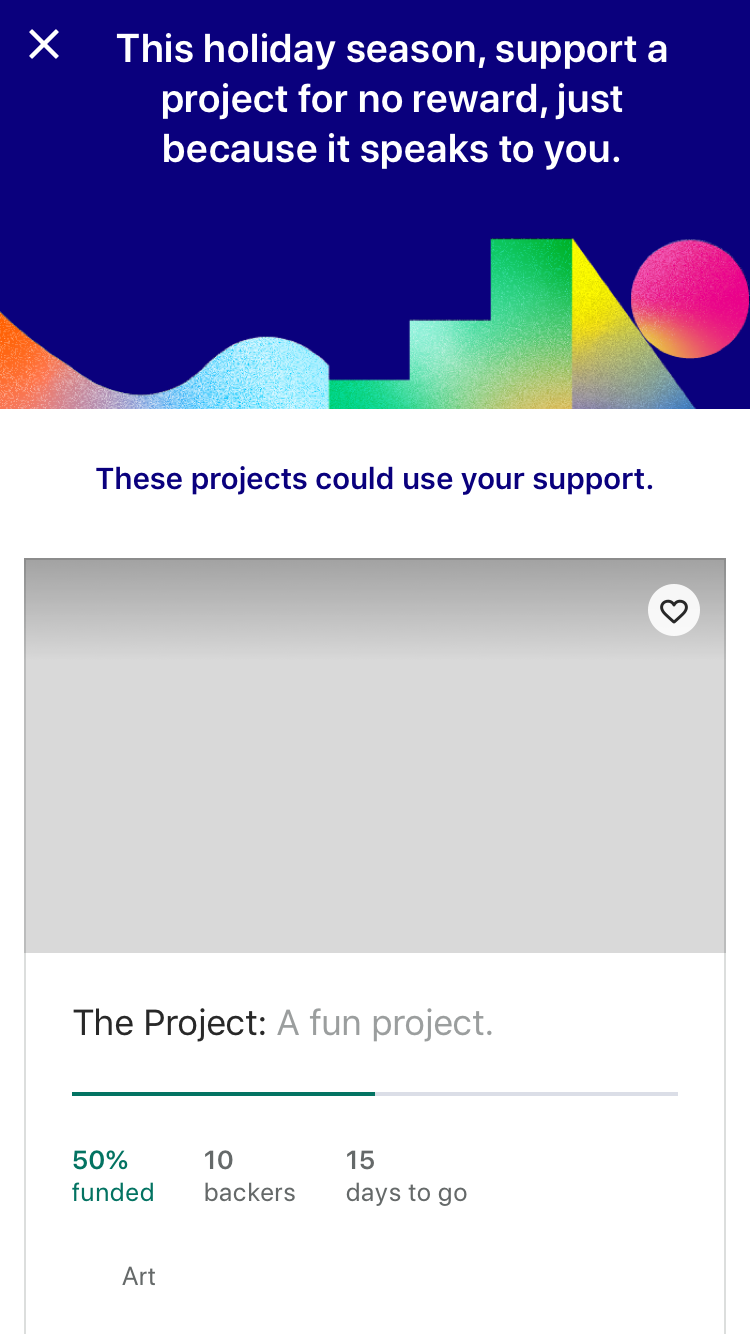 This holiday season, support a
project for no reward, just
because it speaks to you.
These projects could use your support.
The Project: A fun project.
50% 10 15
funded backers days to go
Art